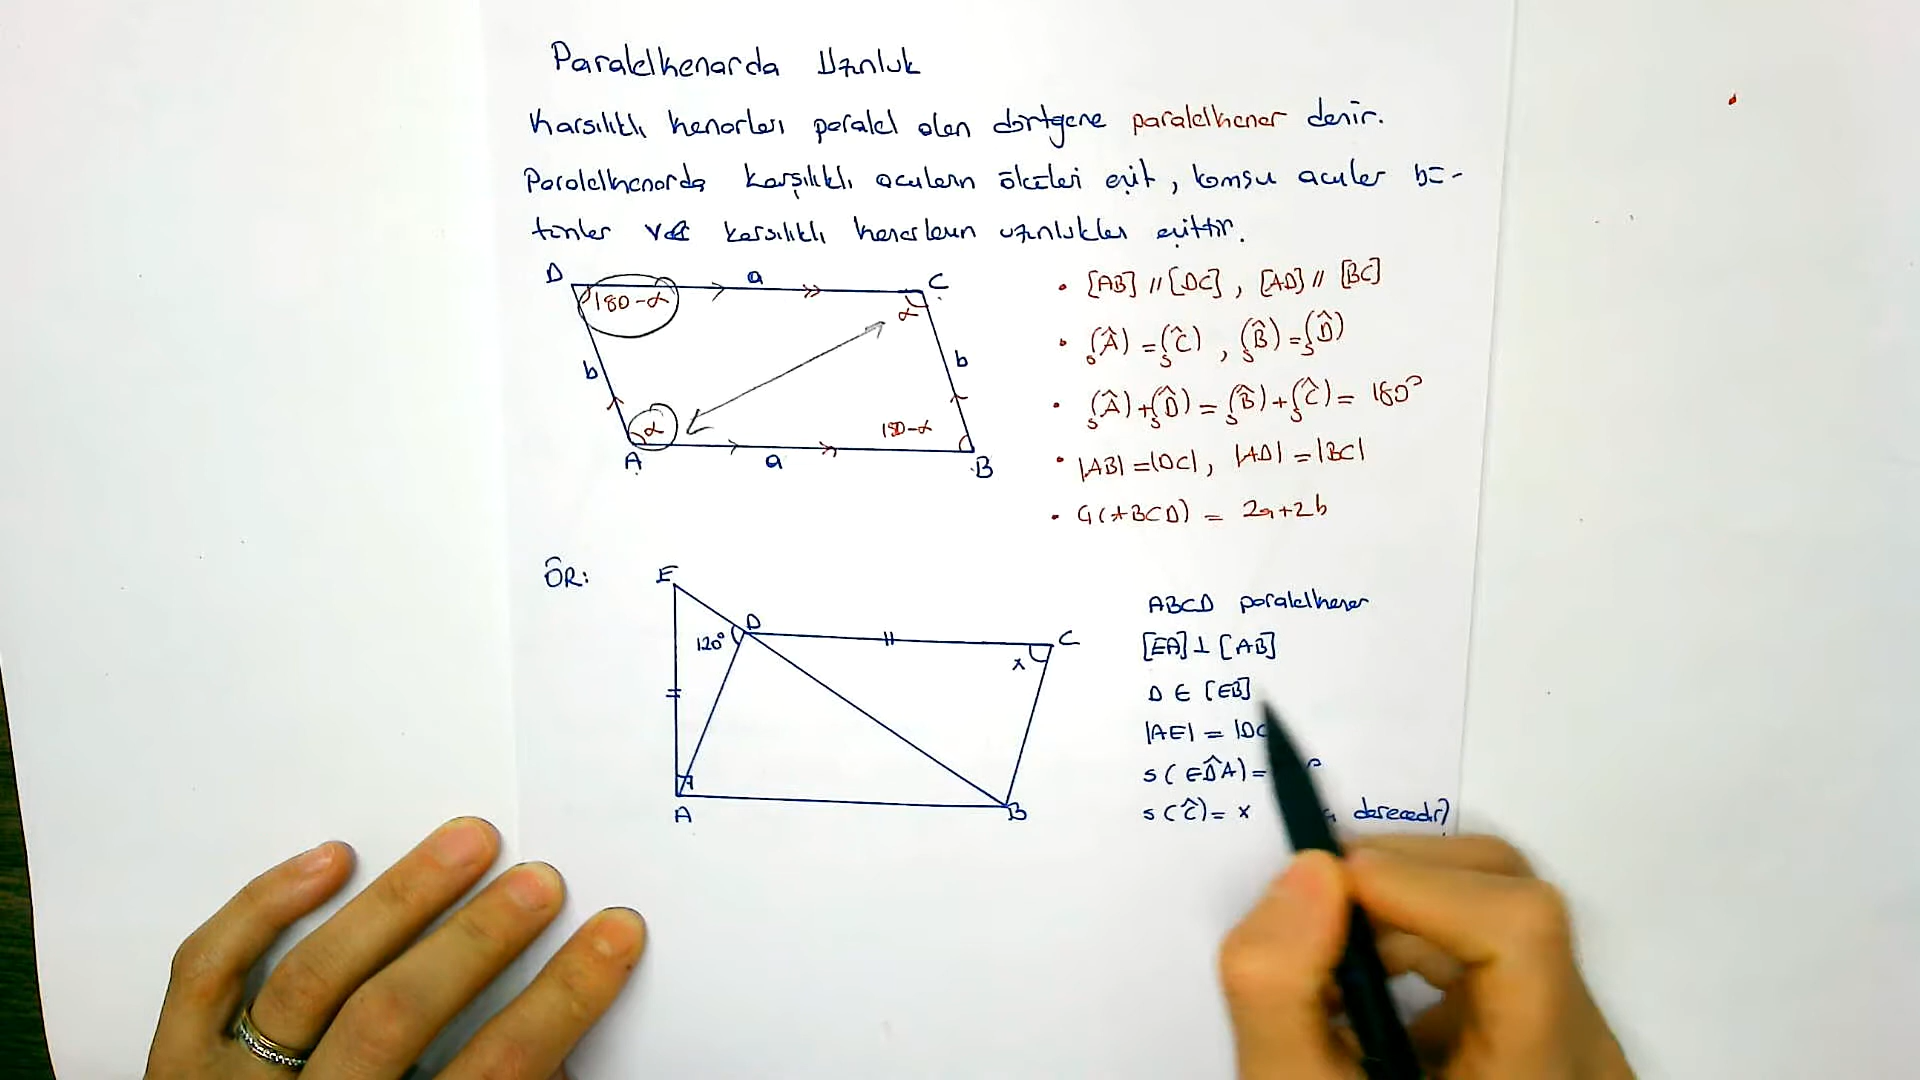 Paralelkenarda Uzunluk
Karşılıklı kenarları paralel olan dörtgene paralelkenar denir.
Paralelkenarda karşılıklı açıların ölçüleri eşit, komşu açılar bü-
tünler ve karşılıklı kenarların uzunlukları eşittir.
D a C
180-α α
b b
α 180-α
A a B
• [AB] // [DC] , [AD] // [BC]
• s(Â) = s(Ĉ) , s(B̂) = s(D̂)
• s(Â) + s(D̂) = s(B̂) + s(Ĉ) = 180°
• |AB| = |DC| , |AD| = |BC|
• Ç(ABCD) = 2a+2b
ÖR:
E
D C
120° x
A B
ABCD paralelkenar
[EA] ⊥ [AB]
D ∈ [EB]
|AE| = |DC
s(ED̂A) =
s(Ĉ) = x derecedir?